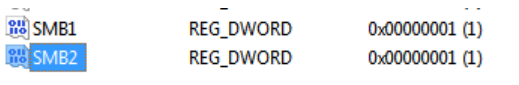 SMB1 REG_DWORD 0x00000001 (1)
SMB2 REG_DWORD 0x00000001 (1)